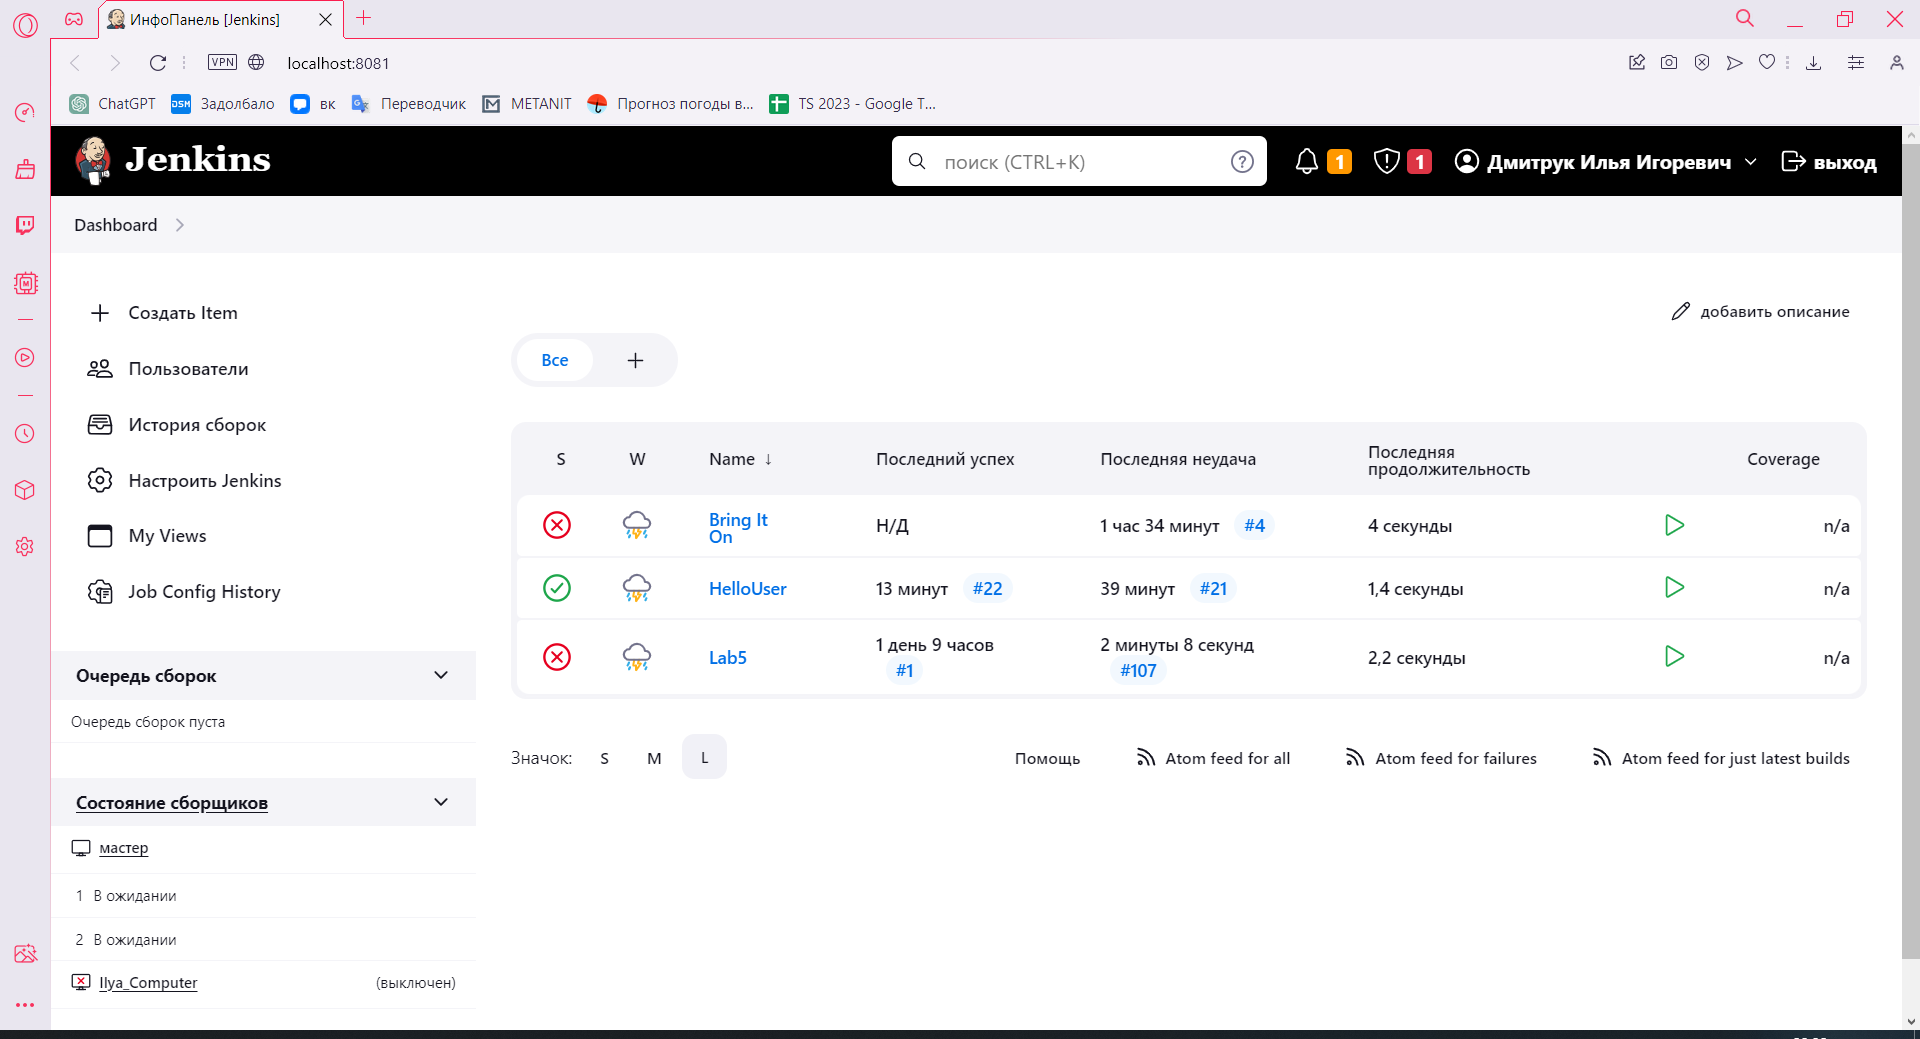 ИнфоПанель [Jenkins]
VPN
localhost:8081
ChatGPT
DSM Задолбало
вк
Переводчик
METANIT
Прогноз погоды в...
TS 2023 - Google T...
Jenkins
поиск (CTRL+K)
1
1
Дмитрук Илья Игоревич
выход
Dashboard
Создать Item
Пользователи
История сборок
Настроить Jenkins
My Views
Job Config History
добавить описание
Все
S W Name ↓ Последний успех Последняя неудача Последняя продолжительность Coverage
Bring It On Н/Д 1 час 34 минут #4 4 секунды n/a
HelloUser 13 минут #22 39 минут #21 1,4 секунды n/a
Lab5 1 день 9 часов #1 2 минуты 8 секунд #107 2,2 секунды n/a
Значок: S M L
Помощь
Atom feed for all
Atom feed for failures
Atom feed for just latest builds
Очередь сборок
Очередь сборок пуста
Состояние сборщиков
мастер
1 В ожидании
2 В ожидании
Ilya_Computer (выключен)